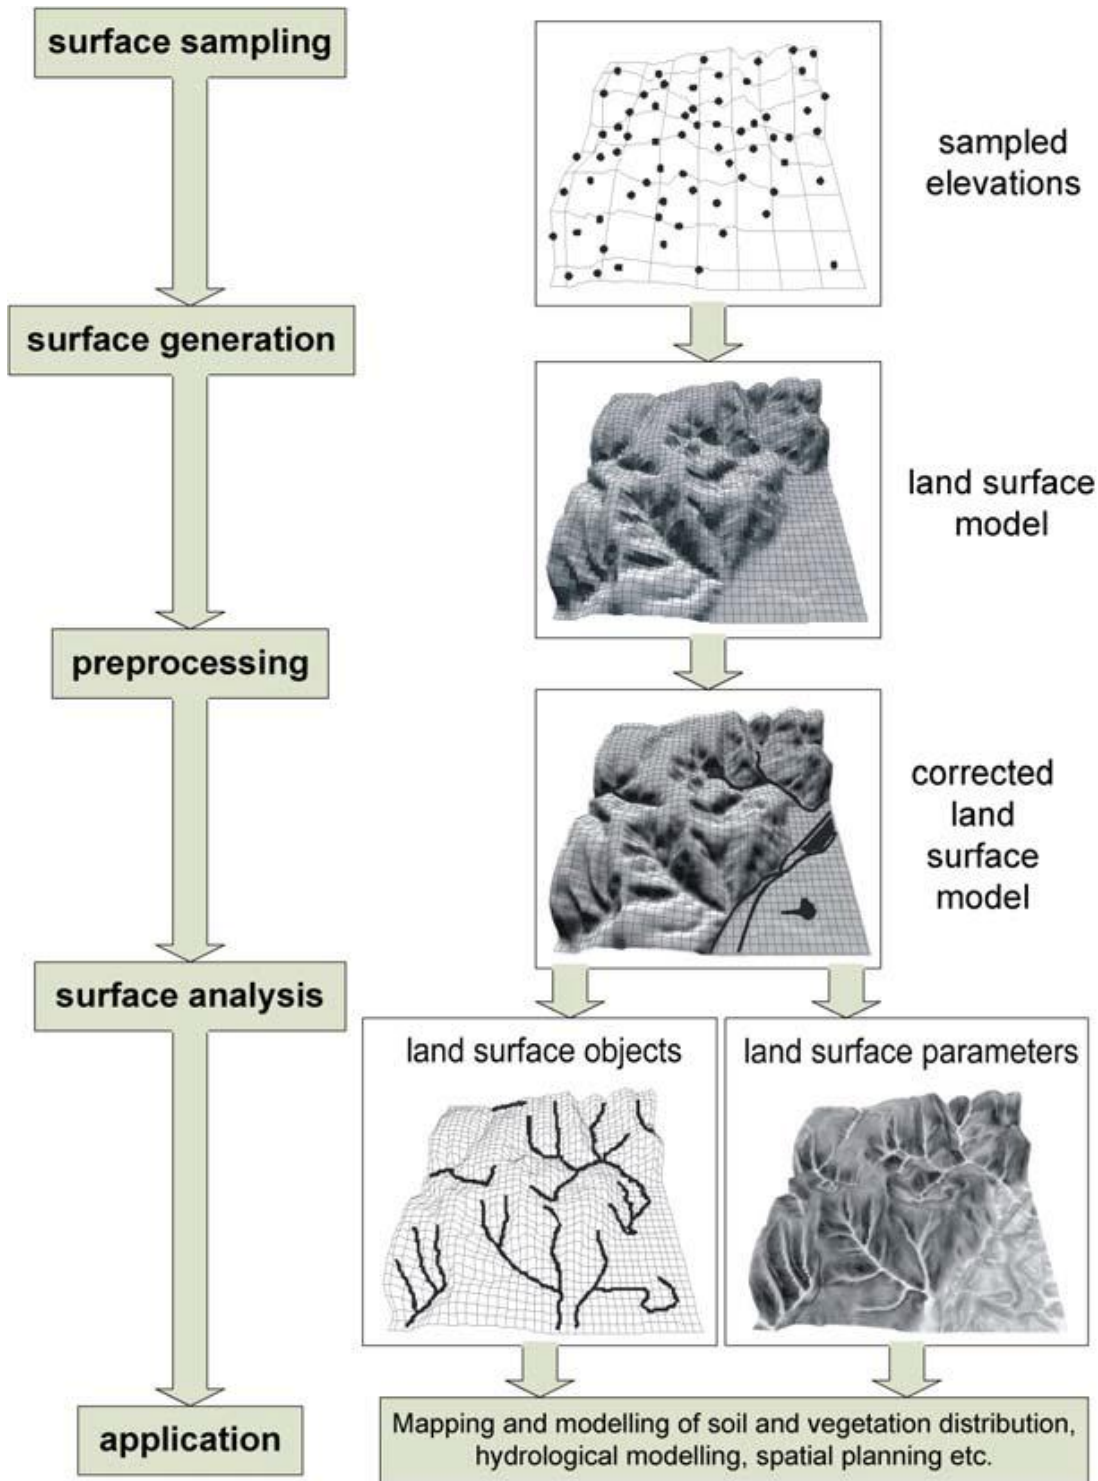 surface sampling
sampled
elevations
surface generation
land surface
model
preprocessing
corrected
land
surface
model
surface analysis
land surface objects
land surface parameters
application
Mapping and modelling of soil and vegetation distribution,
hydrological modelling, spatial planning etc.